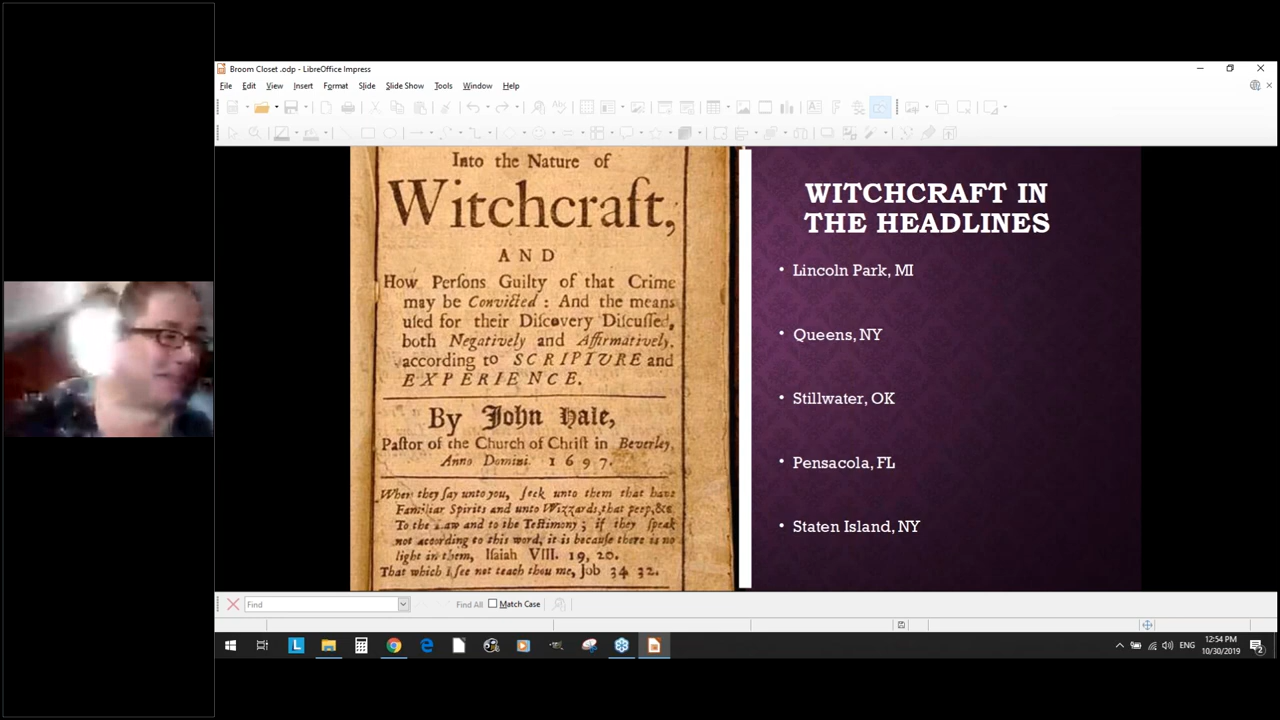 Broom Closet .odp - LibreOffice Impress
File Edit View Insert Format Slide Slide Show Tools Window Help
Into the Nature of
Witchcraft,
AND
How Perſons Guilty of that Crime
may be Convicted : And the means
uſed for their Diſcovery Diſcuſſed,
both Negatively and Affirmatively,
according to SCRIPTURE and
EXPERIENCE.
By John Hale,
Paſtor of the Church of Chriſt in Beverley,
Anno Domini. 1 6 9 7.
When they ſay unto you, ſeek unto them that have
Familiar Spirits and unto Wizzards, that peep, &c.
To the Law and to the Teſtimony ; if they ſpeak
not according to this word, it is becauſe there is no
light in them, Iſaiah VIII. 19, 20.
That which I ſee not teach thou me, Job 34 32.
WITCHCRAFT IN
THE HEADLINES
• Lincoln Park, MI
• Queens, NY
• Stillwater, OK
• Pensacola, FL
• Staten Island, NY
Find Find All Match Case
ENG
12:54 PM
10/30/2019
2